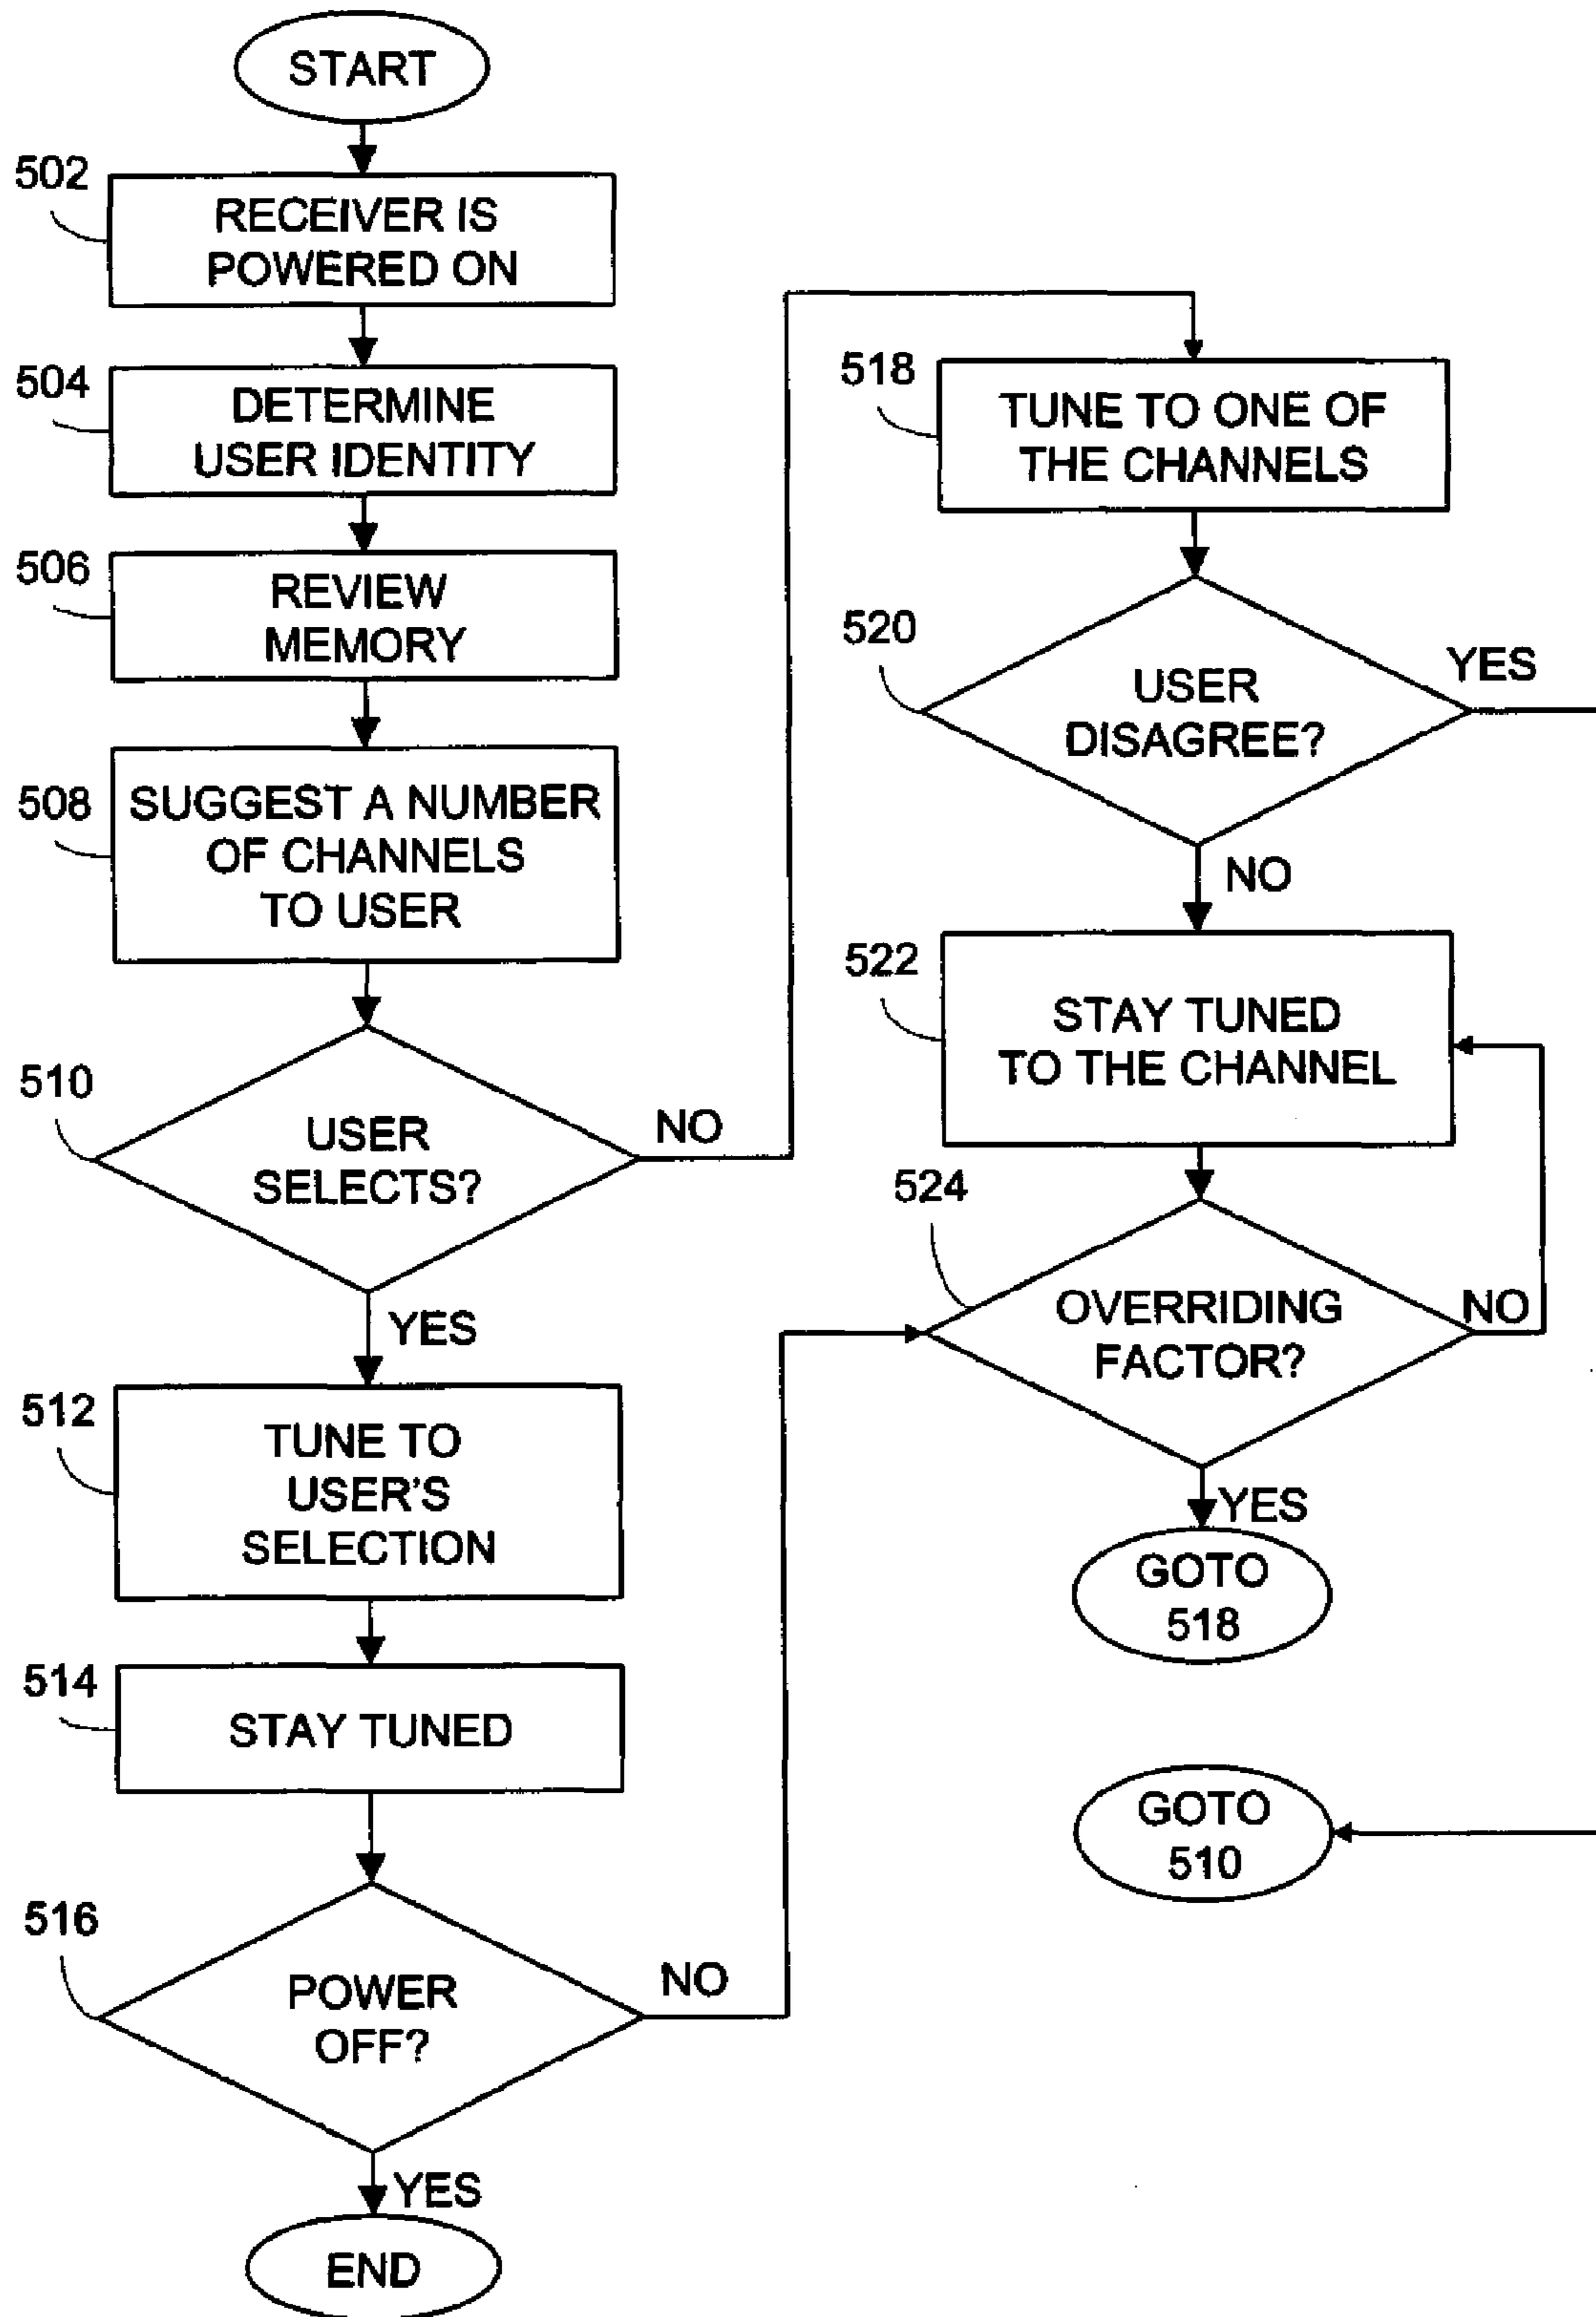 START
502
RECEIVER IS
POWERED ON
504
DETERMINE
USER IDENTITY
506
REVIEW
MEMORY
508
SUGGEST A NUMBER
OF CHANNELS
TO USER
510
USER
SELECTS?
NO
YES
512
TUNE TO
USER'S
SELECTION
514
STAY TUNED
516
POWER
OFF?
NO
YES
END
518
TUNE TO ONE OF
THE CHANNELS
520
USER
DISAGREE?
YES
NO
522
STAY TUNED
TO THE CHANNEL
524
OVERRIDING
FACTOR?
NO
YES
GOTO
518
GOTO
510